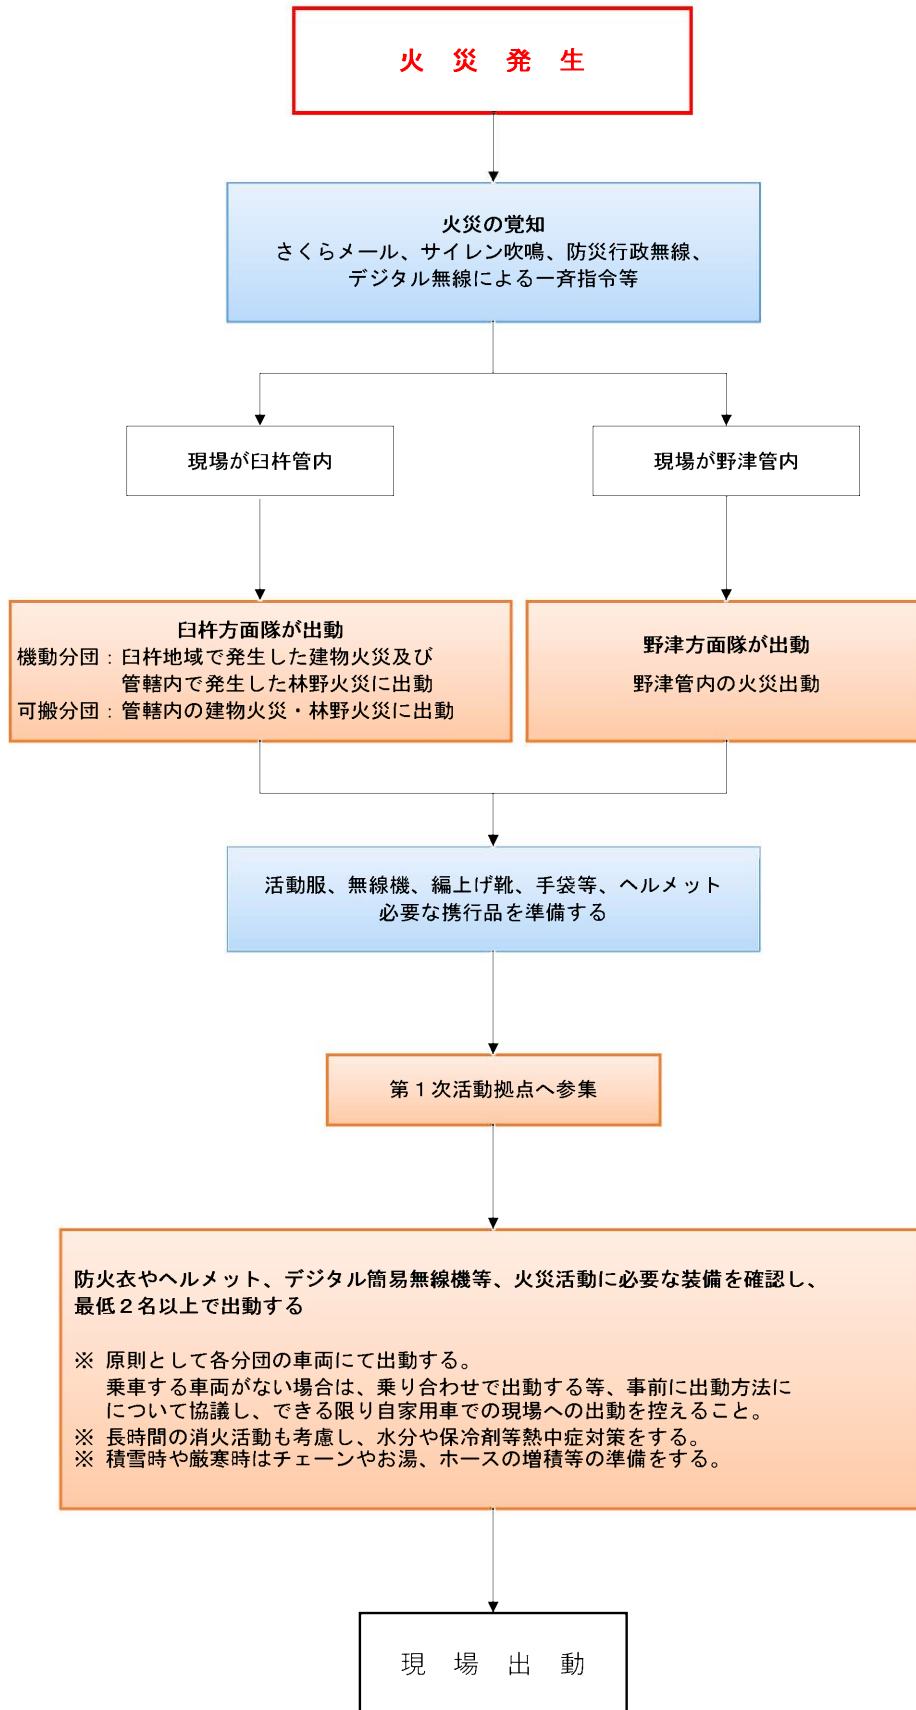 火 災 発 生
火災の覚知
さくらメール、サイレン吹鳴、防災行政無線、
デジタル無線による一斉指令等
現場が臼杵管内
現場が野津管内
臼杵方面隊が出動
機動分団：臼杵地域で発生した建物火災及び
管轄内で発生した林野火災に出動
可搬分団：管轄内の建物火災・林野火災に出動
野津方面隊が出動
野津管内の火災出動
活動服、無線機、編上げ靴、手袋等、ヘルメット
必要な携行品を準備する
第１次活動拠点へ参集
防火衣やヘルメット、デジタル簡易無線機等、火災活動に必要な装備を確認し、
最低２名以上で出動する
※ 原則として各分団の車両にて出動する。
乗車する車両がない場合は、乗り合わせで出動する等、事前に出動方法に
について協議し、できる限り自家用車での現場への出動を控えること。
※ 長時間の消火活動も考慮し、水分や保冷剤等熱中症対策をする。
※ 積雪時や厳寒時はチェーンやお湯、ホースの増積等の準備をする。
現 場 出 動